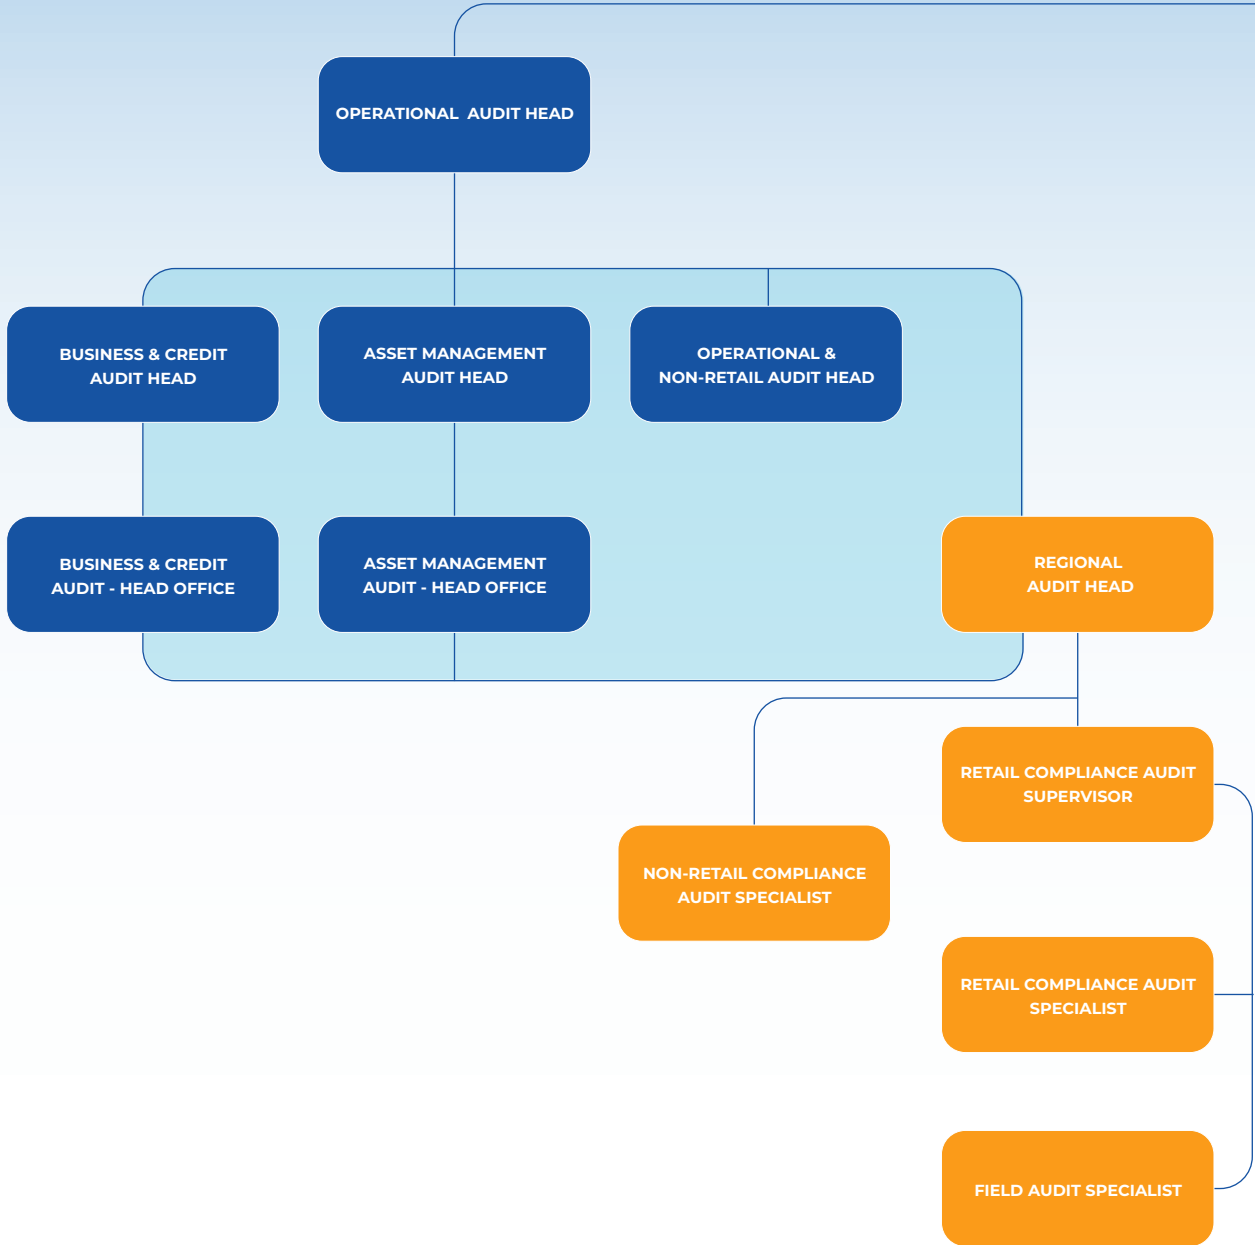 OPERATIONAL AUDIT HEAD
BUSINESS & CREDIT
AUDIT HEAD
ASSET MANAGEMENT
AUDIT HEAD
OPERATIONAL &
NON-RETAIL AUDIT HEAD
BUSINESS & CREDIT
AUDIT - HEAD OFFICE
ASSET MANAGEMENT
AUDIT - HEAD OFFICE
REGIONAL
AUDIT HEAD
RETAIL COMPLIANCE AUDIT
SUPERVISOR
NON-RETAIL COMPLIANCE
AUDIT SPECIALIST
RETAIL COMPLIANCE AUDIT
SPECIALIST
FIELD AUDIT SPECIALIST